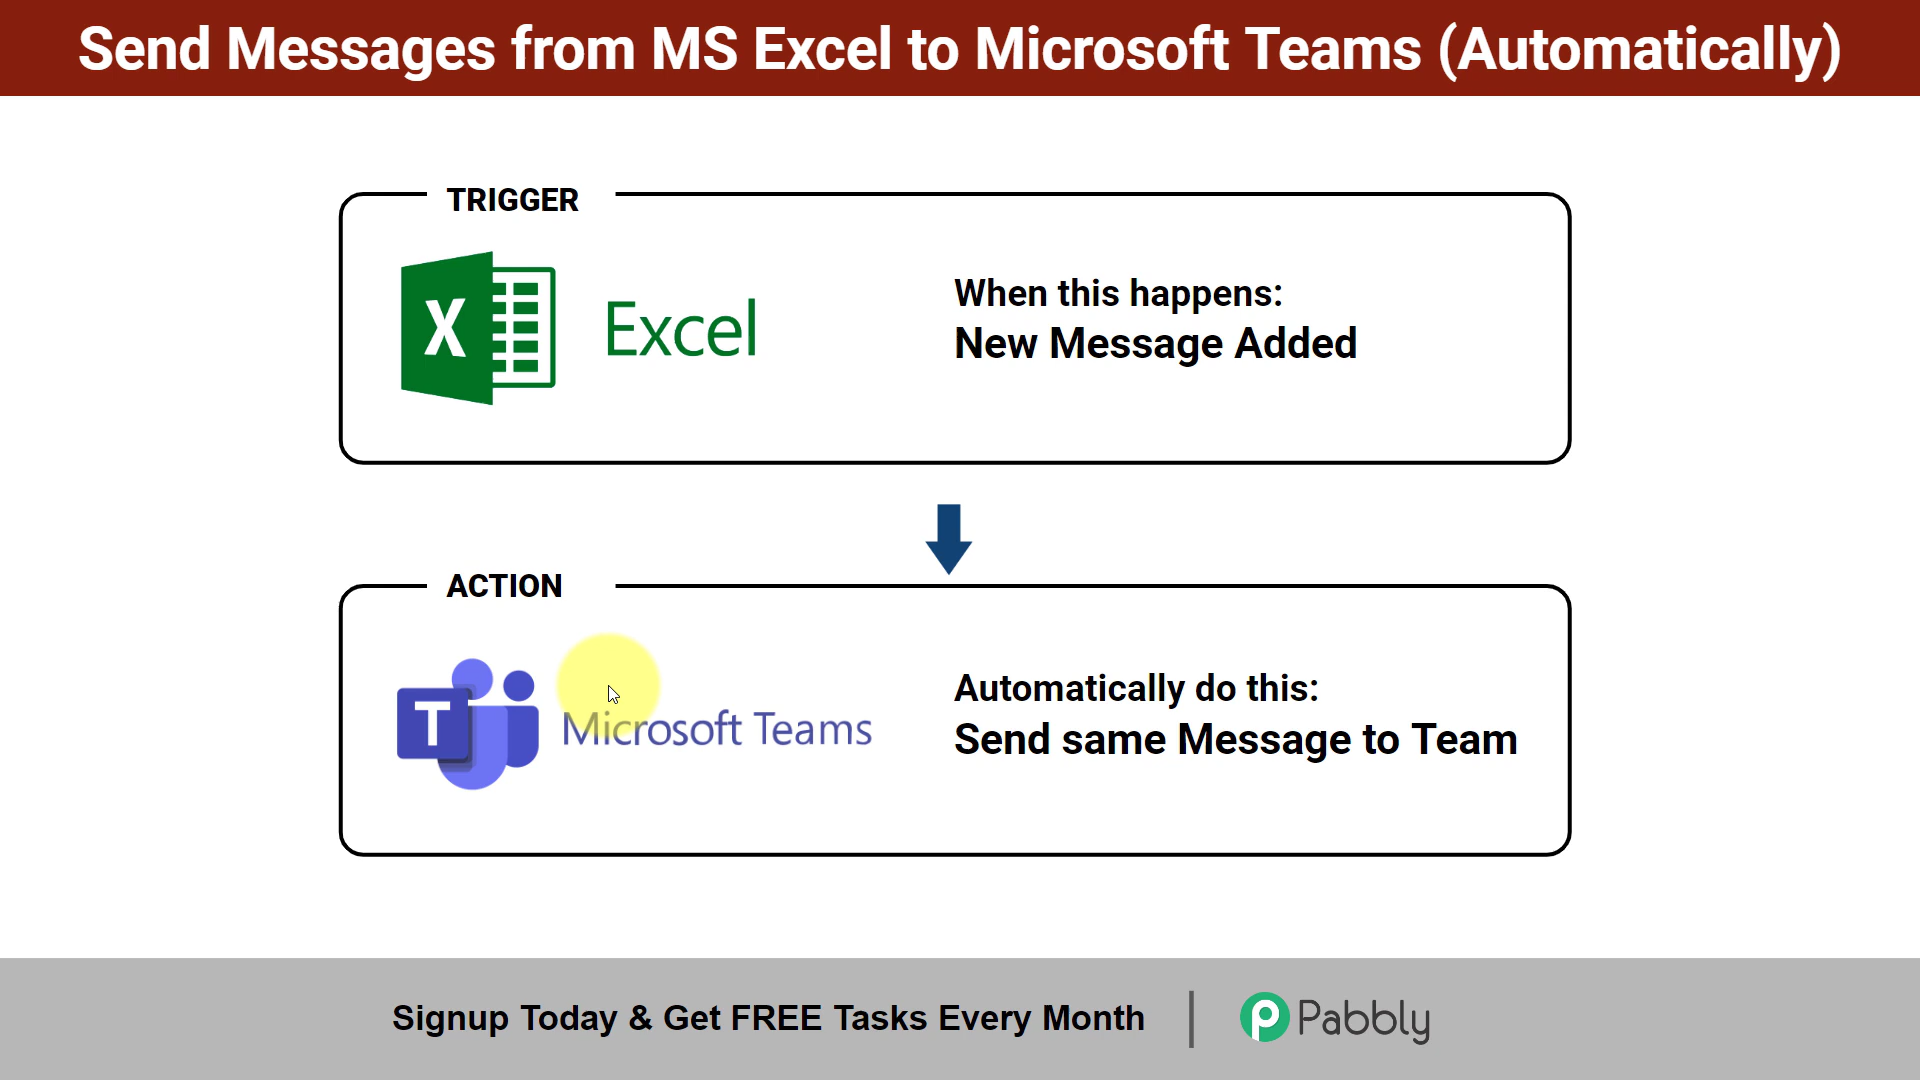 Send Messages from MS Excel to Microsoft Teams (Automatically)
TRIGGER
X
Excel
When this happens:
New Message Added
ACTION
T
Microsoft Teams
Automatically do this:
Send same Message to Team
Signup Today & Get FREE Tasks Every Month
Pabbly